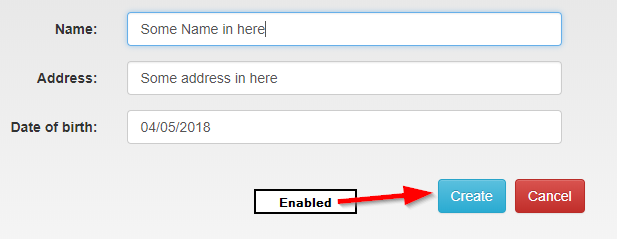 Name: Some Name in here
Address: Some address in here
Date of birth: 04/05/2018
Enabled Create Cancel